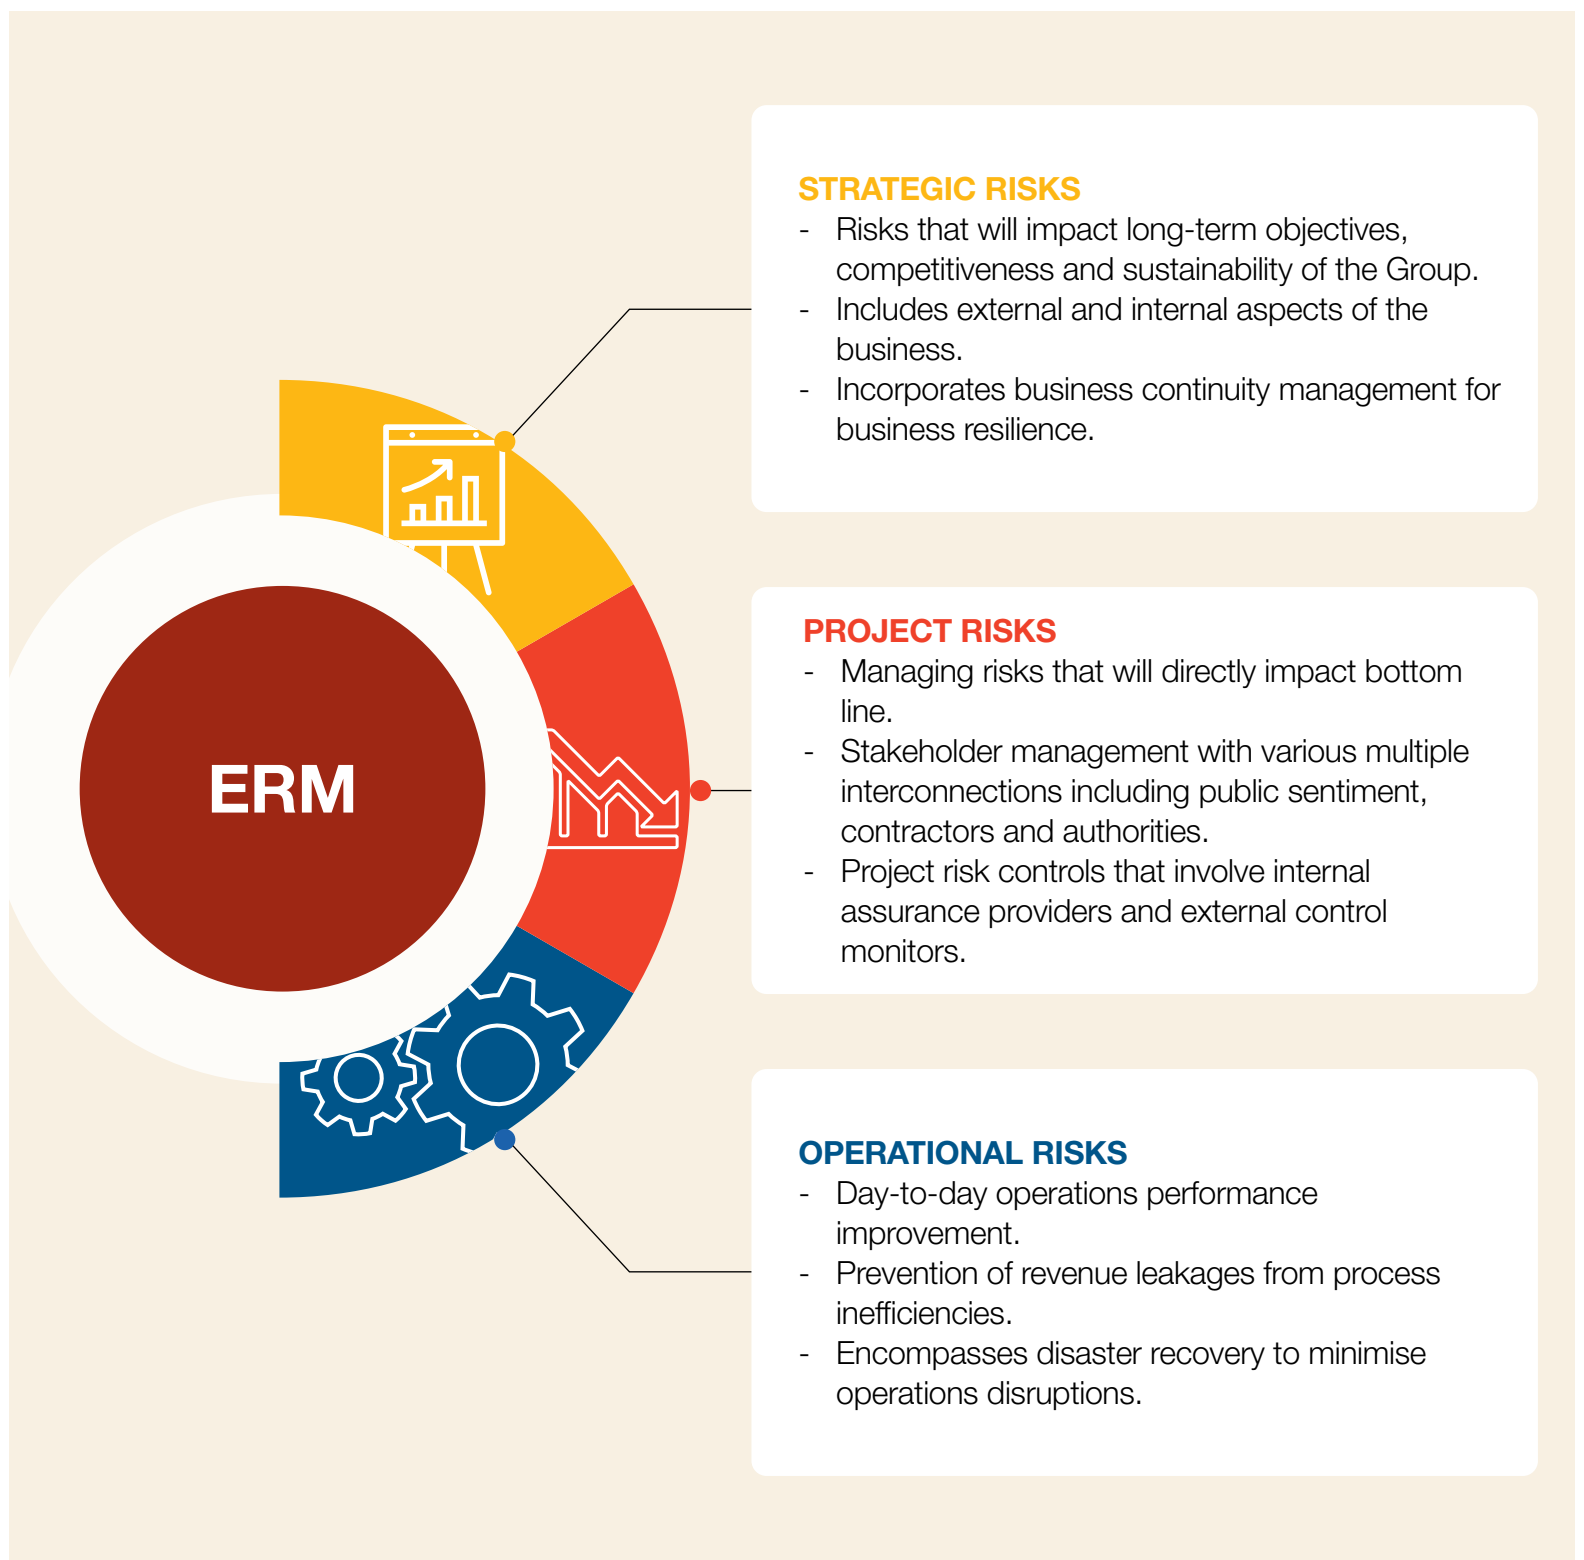 STRATEGIC RISKS
- Risks that will impact long-term objectives,
competitiveness and sustainability of the Group.
- Includes external and internal aspects of the
business.
- Incorporates business continuity management for
business resilience.
ERM
PROJECT RISKS
- Managing risks that will directly impact bottom
line.
- Stakeholder management with various multiple
interconnections including public sentiment,
contractors and authorities.
- Project risk controls that involve internal
assurance providers and external control
monitors.
OPERATIONAL RISKS
- Day-to-day operations performance
improvement.
- Prevention of revenue leakages from process
inefficiencies.
- Encompasses disaster recovery to minimise
operations disruptions.